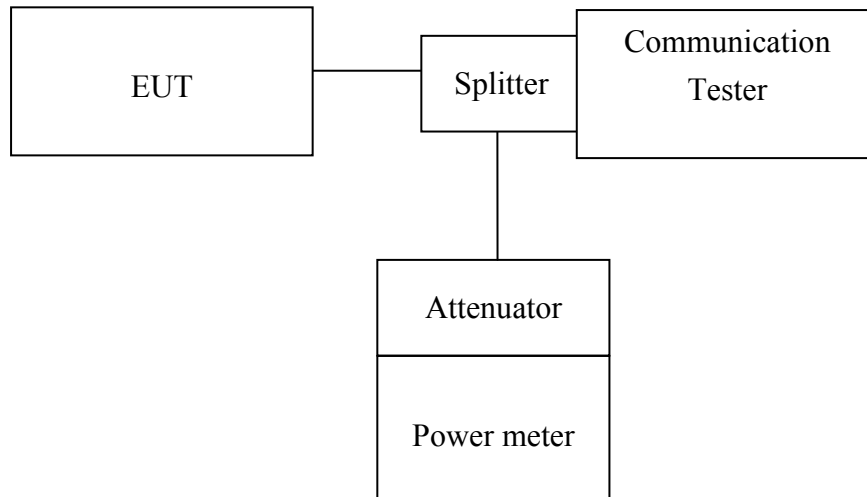 EUT
Splitter
Communication
Tester
Attenuator
Power meter